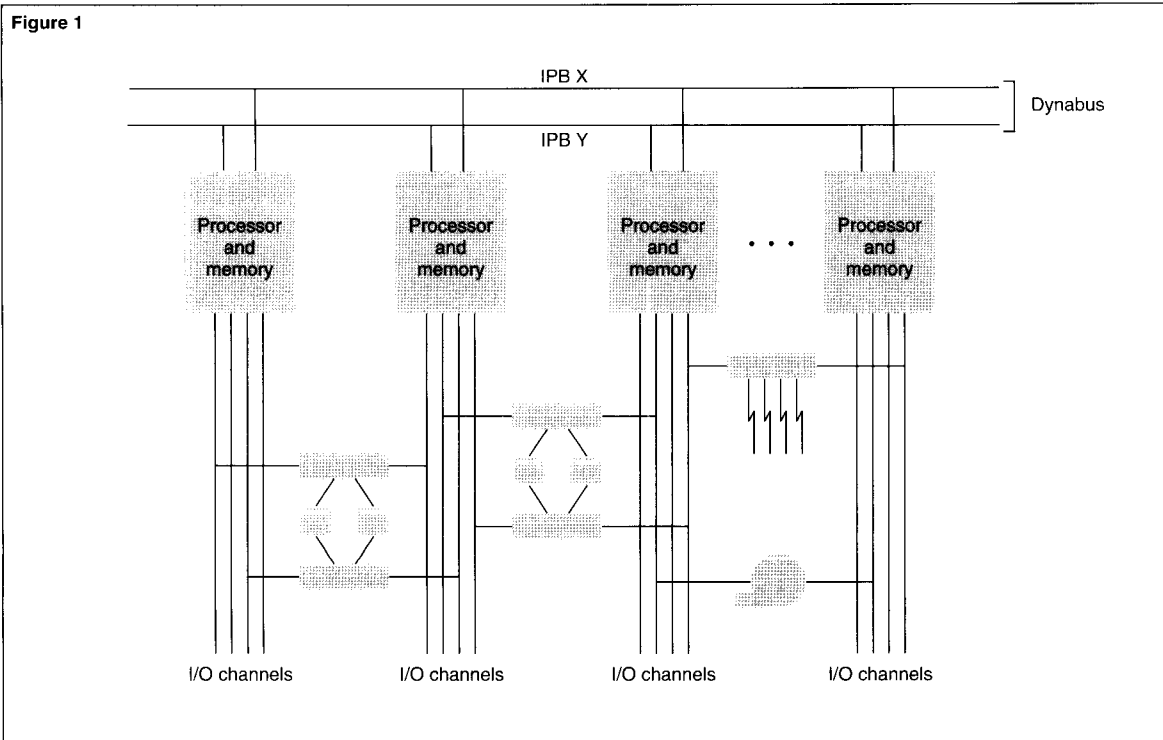 Figure 1
IPB X
Dynabus
IPB Y
Processor
and
memory
Processor
and
memory
Processor
and
memory
. . .
Processor
and
memory
I/O channels
I/O channels
I/O channels
I/O channels